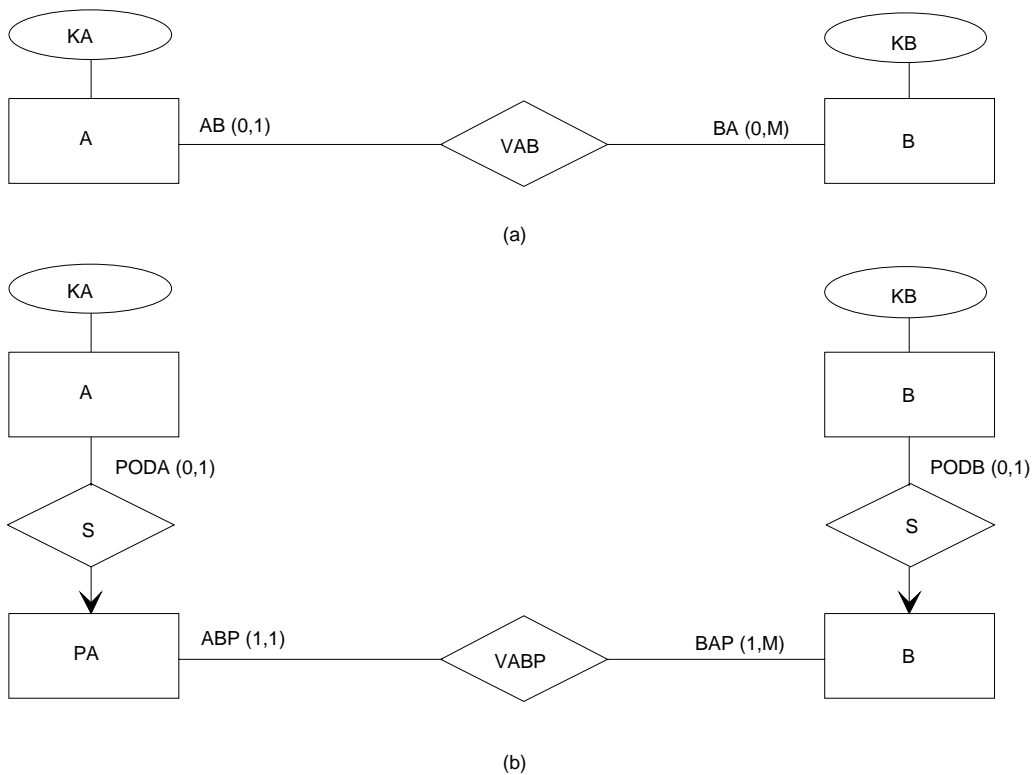 KA
KB
A
AB (0,1)
VAB
BA (0,M)
B
(a)
KA
KB
A
B
PODA (0,1)
PODB (0,1)
S
S
PA
ABP (1,1)
VABP
BAP (1,M)
B
(b)